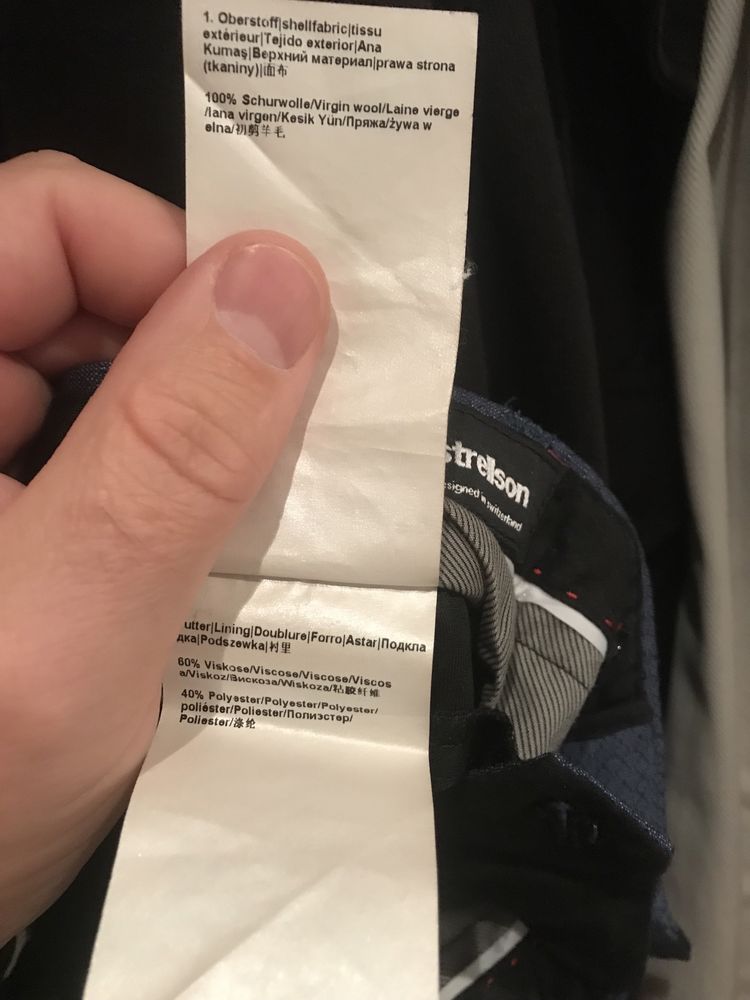 1. Oberstoff|shellfabric|tissu
extérieur|Tejido exterior|Ana
Kumaş|Верхний материал|prawa strona
(tkaniny)|面布
100% Schurwolle/Virgin wool/Laine vierge
/lana virgen/Kesik Yün/Пряжа/żywa w
elna/初剪羊毛
strellson
designed in switzerland
utter|Lining|Doublure|Forro|Astar|Подкла
дка|Podszewka|衬里
60% Viskose/Viscose/Viscose/Viscos
a/Viskoz/Вискоза/Wiskoza/粘胶纤维
40% Polyester/Polyester/Polyester/
poliéster/Poliester/Полиэстер/
Poliester/涤纶